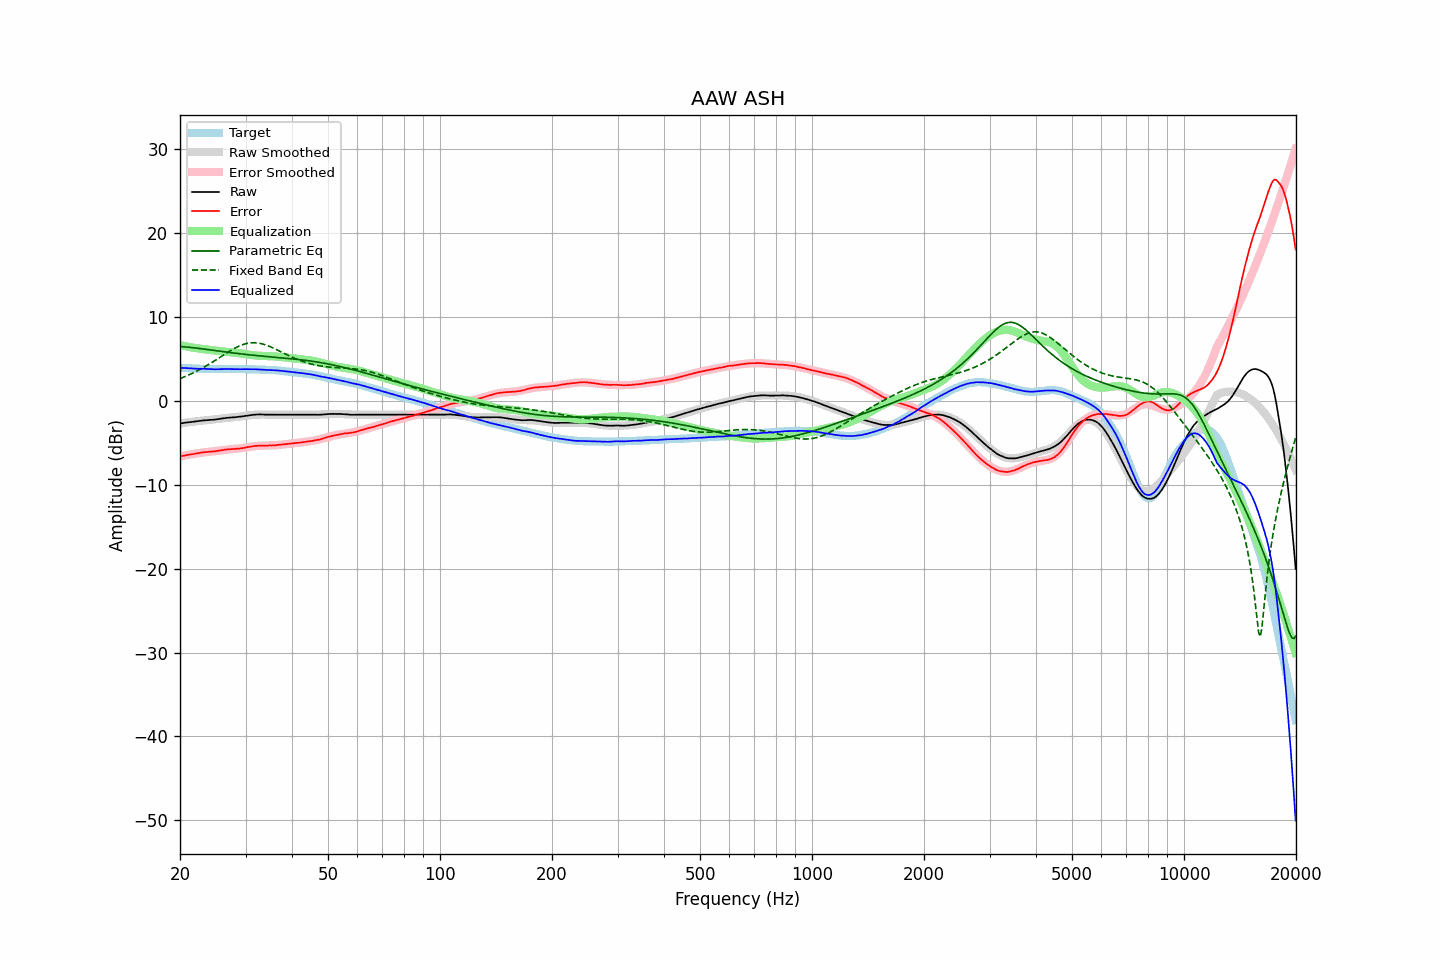 AAW ASH
Target
Raw Smoothed
Error Smoothed
Raw
Error
Equalization
Parametric Eq
Fixed Band Eq
Equalized
30
20
10
0
−10
−20
−30
−40
−50
Amplitude (dBr)
20 50 100 200 500 1000 2000 5000 10000 20000
Frequency (Hz)